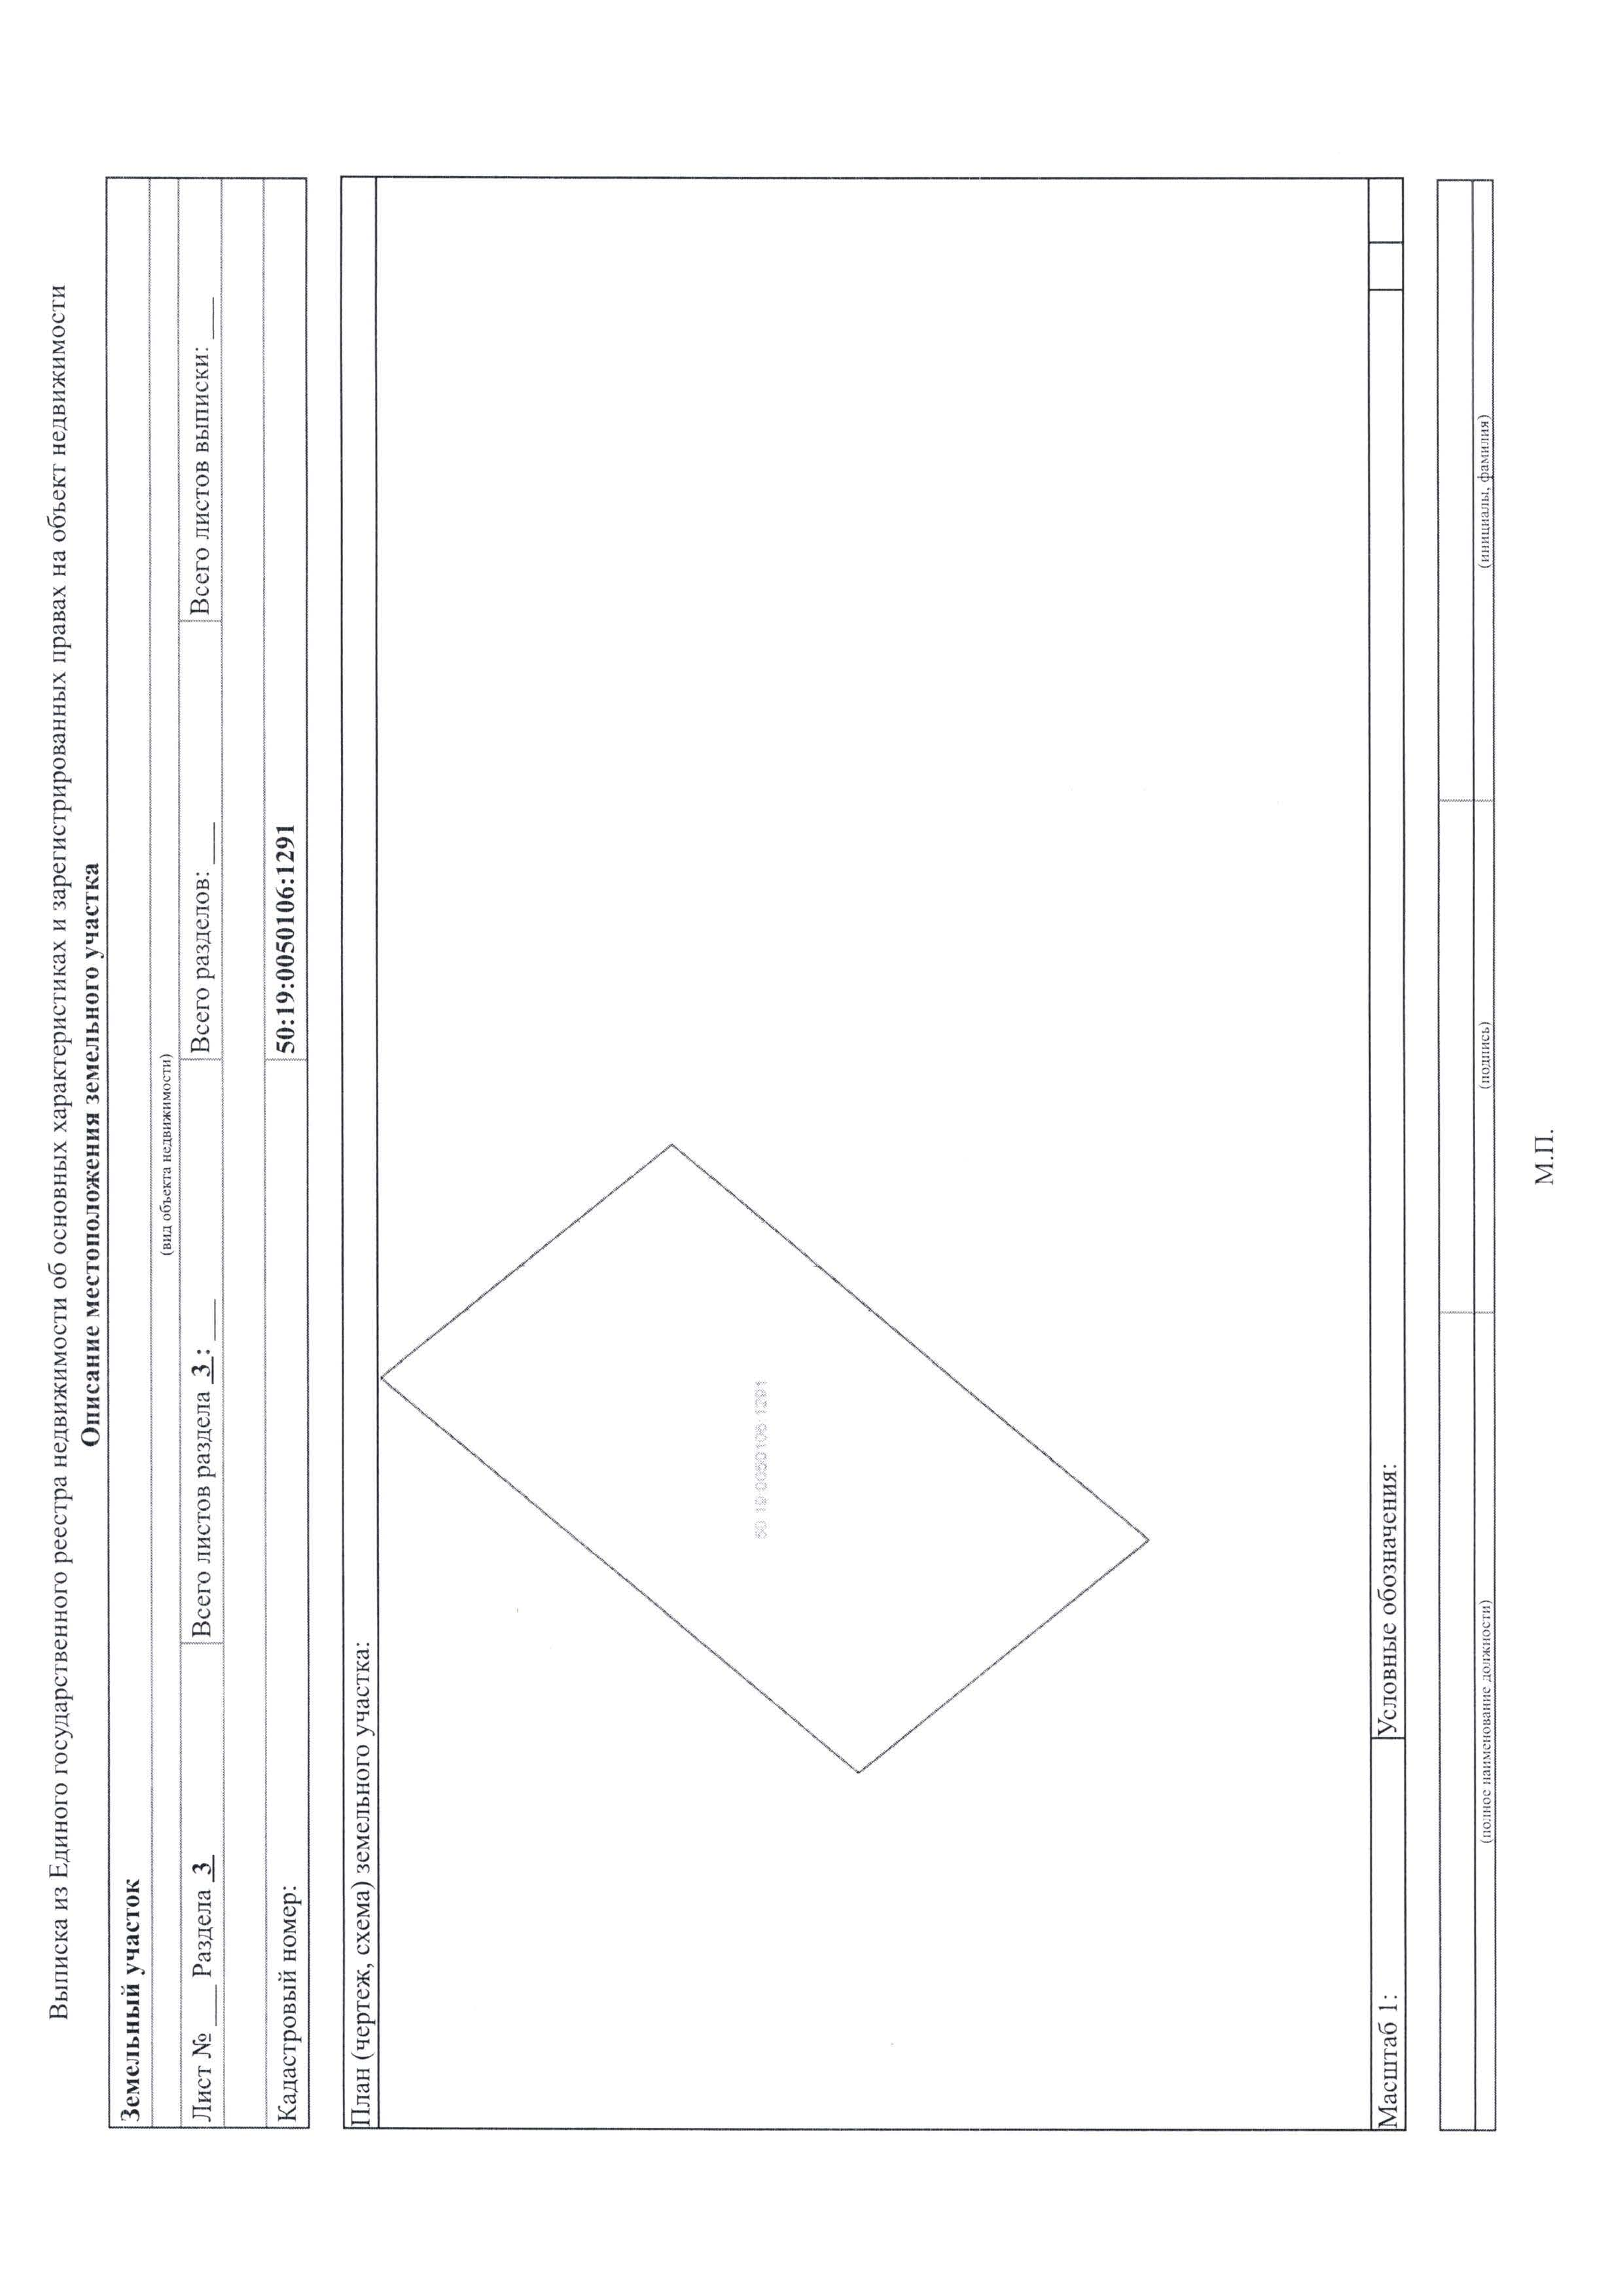 Выписка из Единого государственного реестра недвижимости об основных характеристиках и зарегистрированных правах на объект недвижимости
Описание местоположения земельного участка
Земельный участок
(вид объекта недвижимости)
Лист № ___ Раздела 3 Всего листов раздела 3 : ___ Всего разделов: ___ Всего листов выписки: ___
Кадастровый номер: 50:19:0050106:1291
План (чертеж, схема) земельного участка:
50:19:0050106:1291
Масштаб 1: Условные обозначения:
(полное наименование должности) (подпись) (инициалы, фамилия)
М.П.